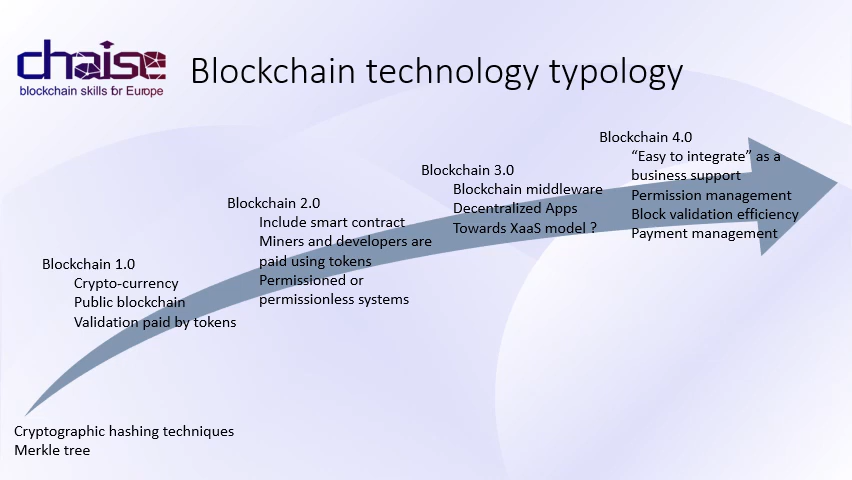 chaise
blockchain skills for Europe
Blockchain technology typology
Blockchain 1.0
Crypto-currency
Public blockchain
Validation paid by tokens
Blockchain 2.0
Include smart contract
Miners and developers are
paid using tokens
Permissioned or
permissionless systems
Blockchain 3.0
Blockchain middleware
Decentralized Apps
Towards XaaS model ?
Blockchain 4.0
“Easy to integrate” as a
business support
Permission management
Block validation efficiency
Payment management
Cryptographic hashing techniques
Merkle tree